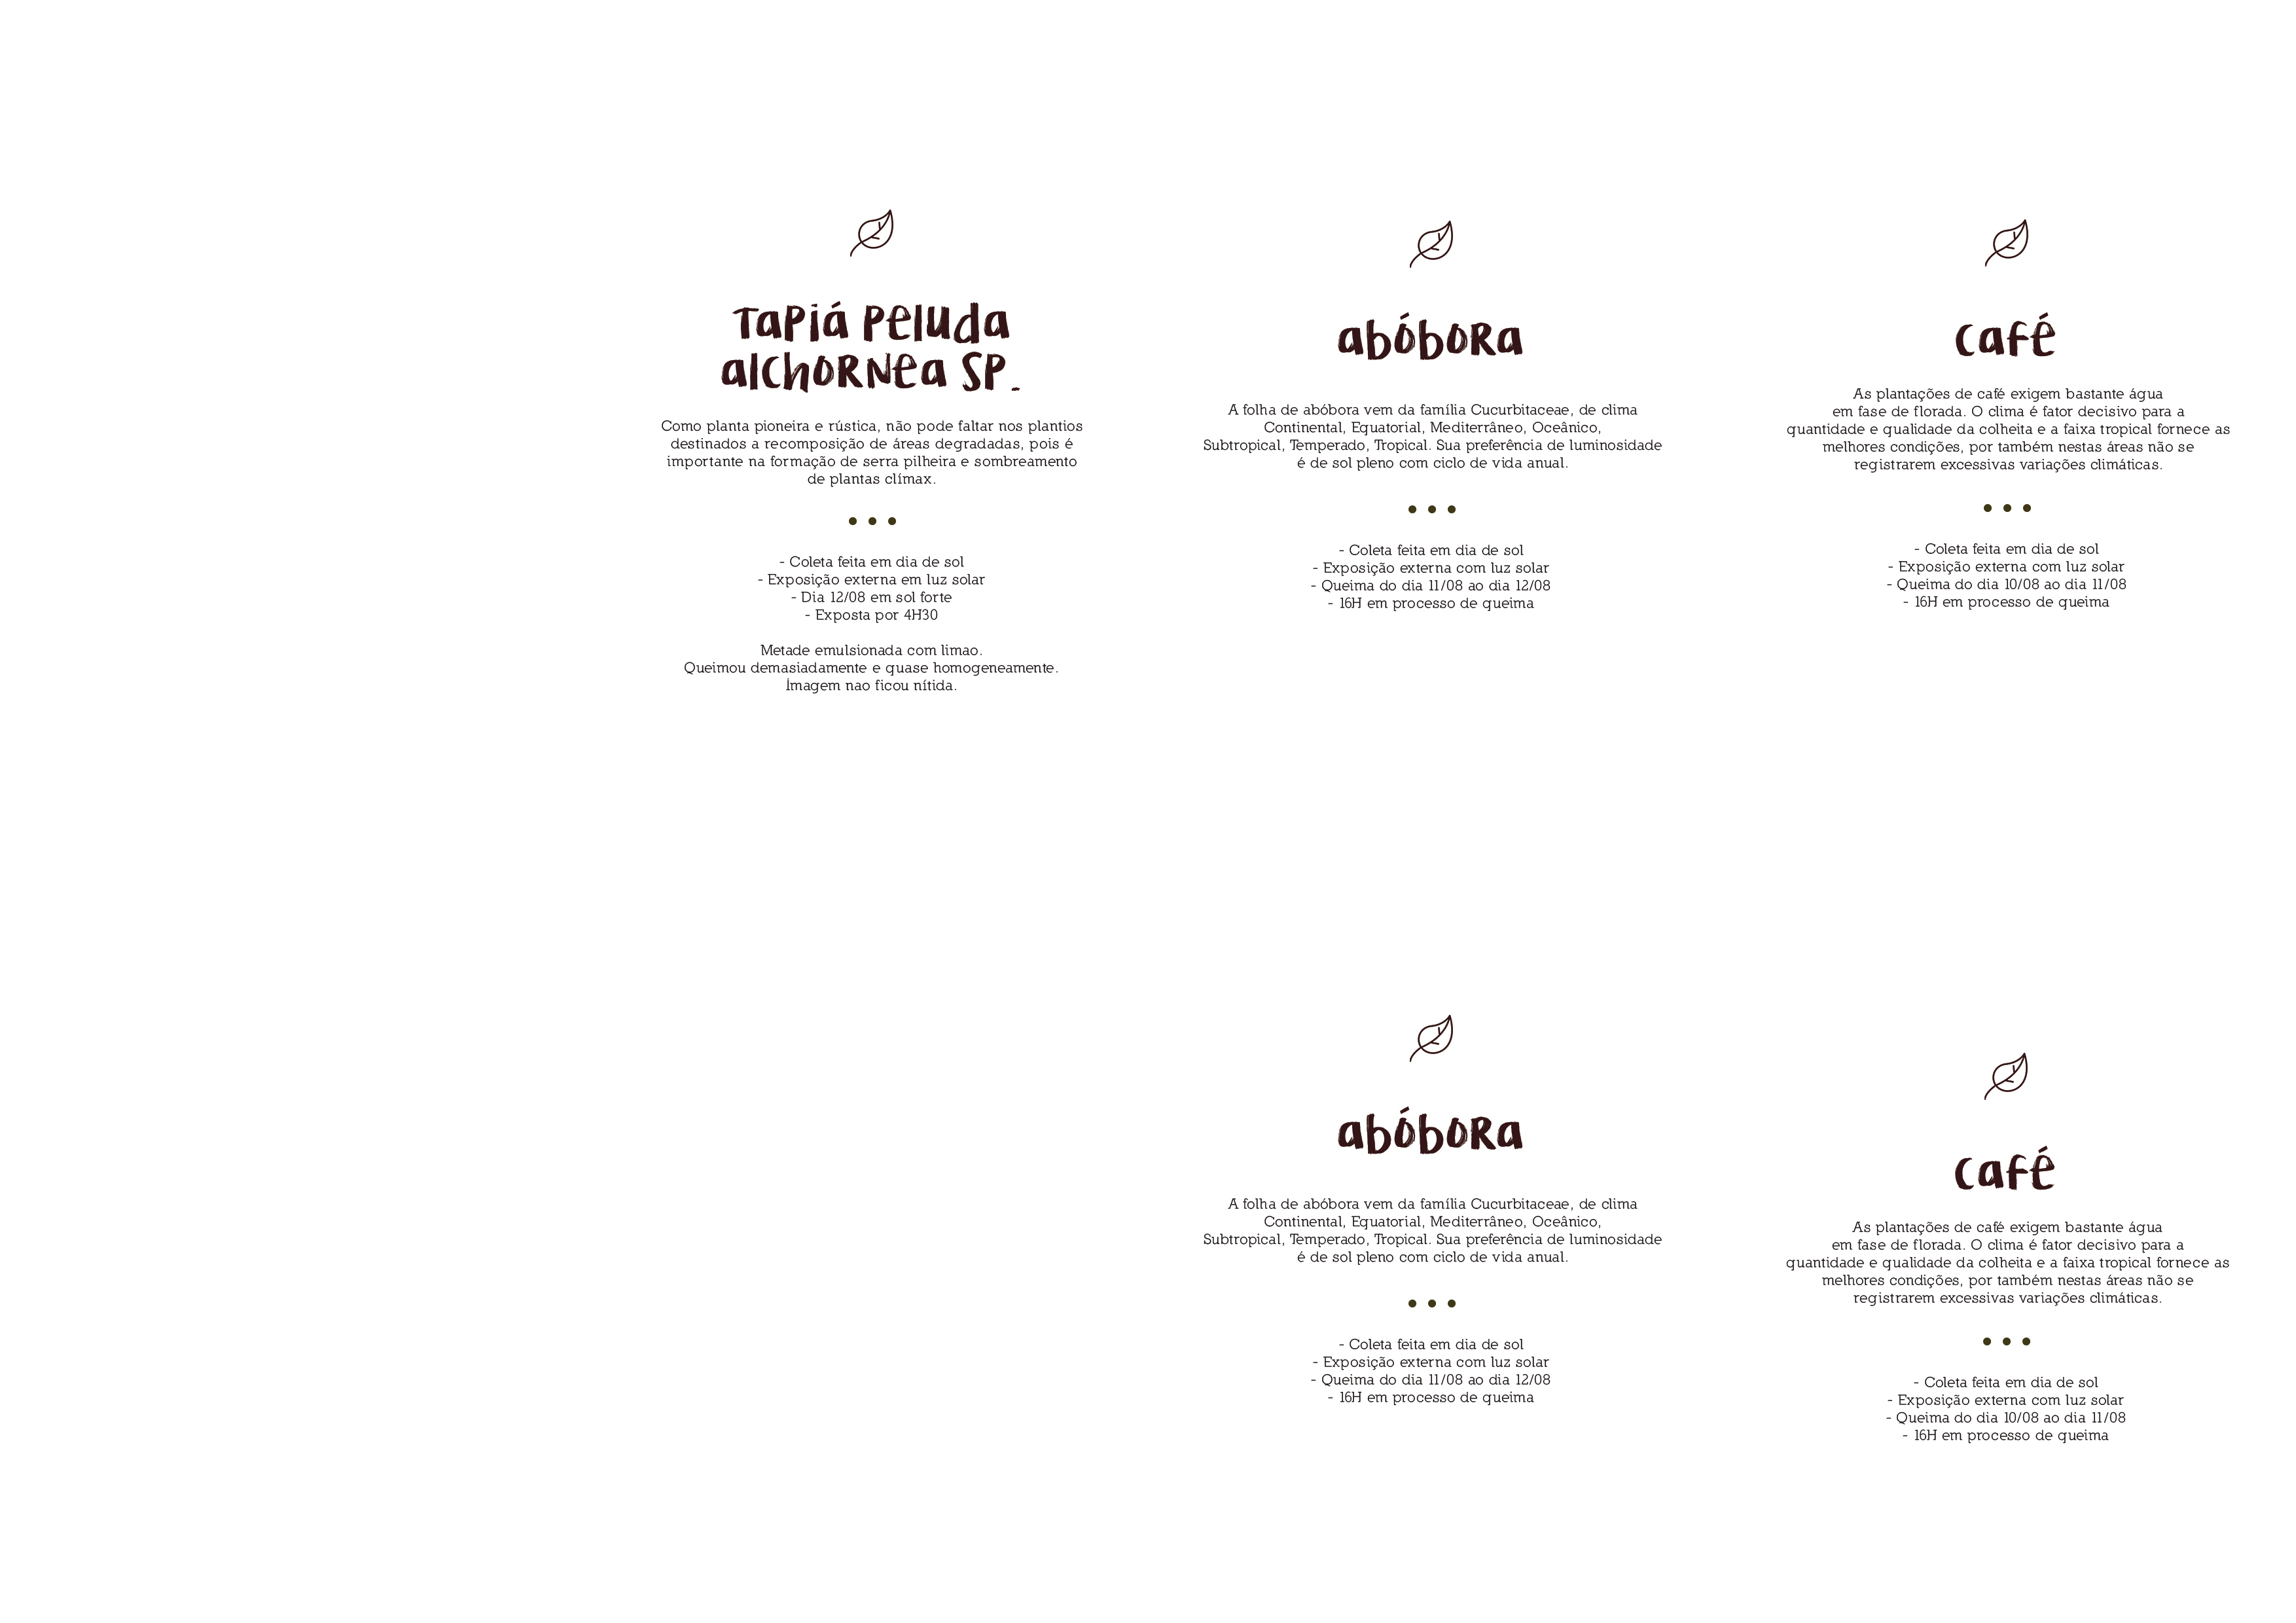 Tapiá Peluda
alchornea sp.
Como planta pioneira e rústica, não pode faltar nos plantios
destinados a recomposição de áreas degradadas, pois é
importante na formação de serra pilheira e sombreamento
de plantas clímax.
- Coleta feita em dia de sol
- Exposição externa em luz solar
- Dia 12/08 em sol forte
- Exposta por 4H30
Metade emulsionada com limao.
Queimou demasiadamente e quase homogeneamente.
Imagem nao ficou nítida.
abóbora
A folha de abóbora vem da família Cucurbitaceae, de clima
Continental, Equatorial, Mediterrâneo, Oceânico,
Subtropical, Temperado, Tropical. Sua preferência de luminosidade
é de sol pleno com ciclo de vida anual.
- Coleta feita em dia de sol
- Exposição externa com luz solar
- Queima do dia 11/08 ao dia 12/08
- 16H em processo de queima
café
As plantações de café exigem bastante água
em fase de florada. O clima é fator decisivo para a
quantidade e qualidade da colheita e a faixa tropical fornece as
melhores condições, por também nestas áreas não se
registrarem excessivas variações climáticas.
- Coleta feita em dia de sol
- Exposição externa com luz solar
- Queima do dia 10/08 ao dia 11/08
- 16H em processo de queima
abóbora
A folha de abóbora vem da família Cucurbitaceae, de clima
Continental, Equatorial, Mediterrâneo, Oceânico,
Subtropical, Temperado, Tropical. Sua preferência de luminosidade
é de sol pleno com ciclo de vida anual.
- Coleta feita em dia de sol
- Exposição externa com luz solar
- Queima do dia 11/08 ao dia 12/08
- 16H em processo de queima
café
As plantações de café exigem bastante água
em fase de florada. O clima é fator decisivo para a
quantidade e qualidade da colheita e a faixa tropical fornece as
melhores condições, por também nestas áreas não se
registrarem excessivas variações climáticas.
- Coleta feita em dia de sol
- Exposição externa com luz solar
- Queima do dia 10/08 ao dia 11/08
- 16H em processo de queima